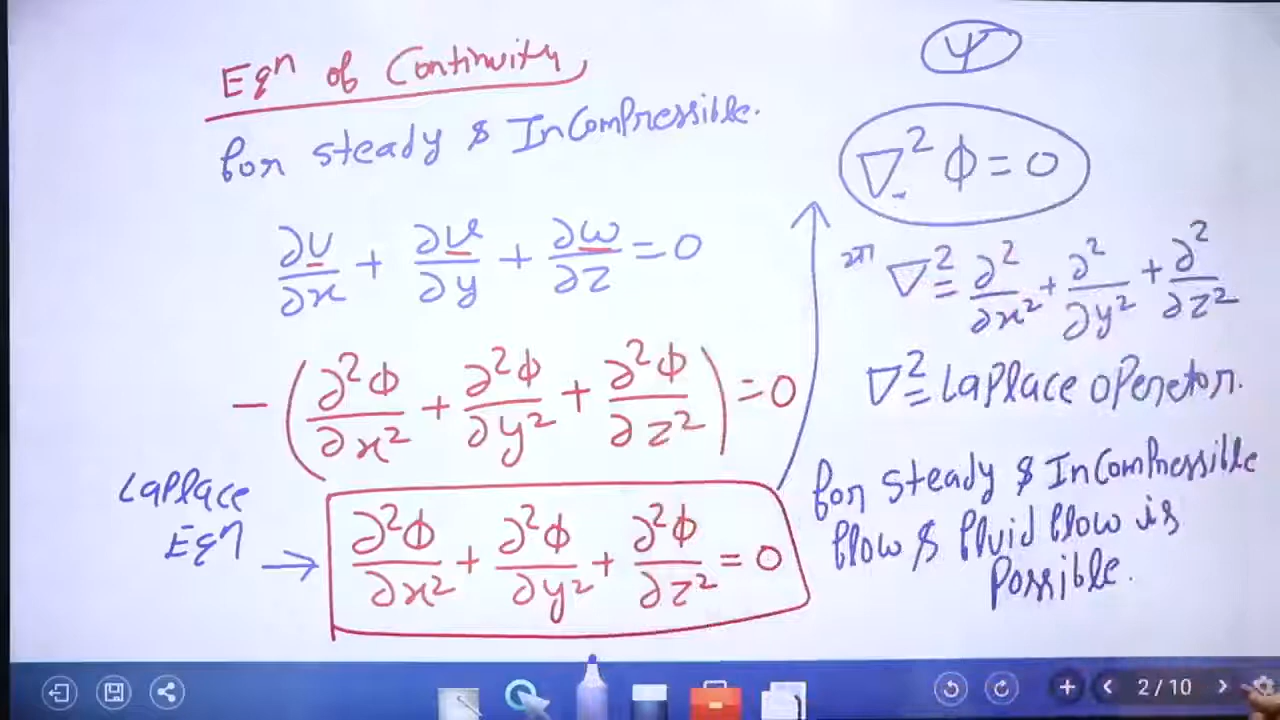 Eqn of Continuity
for steady & InCompressible.
∂u/∂x + ∂v/∂y + ∂w/∂z = 0
-(∂²ϕ/∂x² + ∂²ϕ/∂y² + ∂²ϕ/∂z²) = 0
Laplace
Eqn →
∂²ϕ/∂x² + ∂²ϕ/∂y² + ∂²ϕ/∂z² = 0
ψ
∇²ϕ = 0
∇² ≡ ∂²/∂x² + ∂²/∂y² + ∂²/∂z²
∇² ≡ Laplace operetor.
for steady & InCompressible
flow & fluid flow is
Possible.
2 / 10